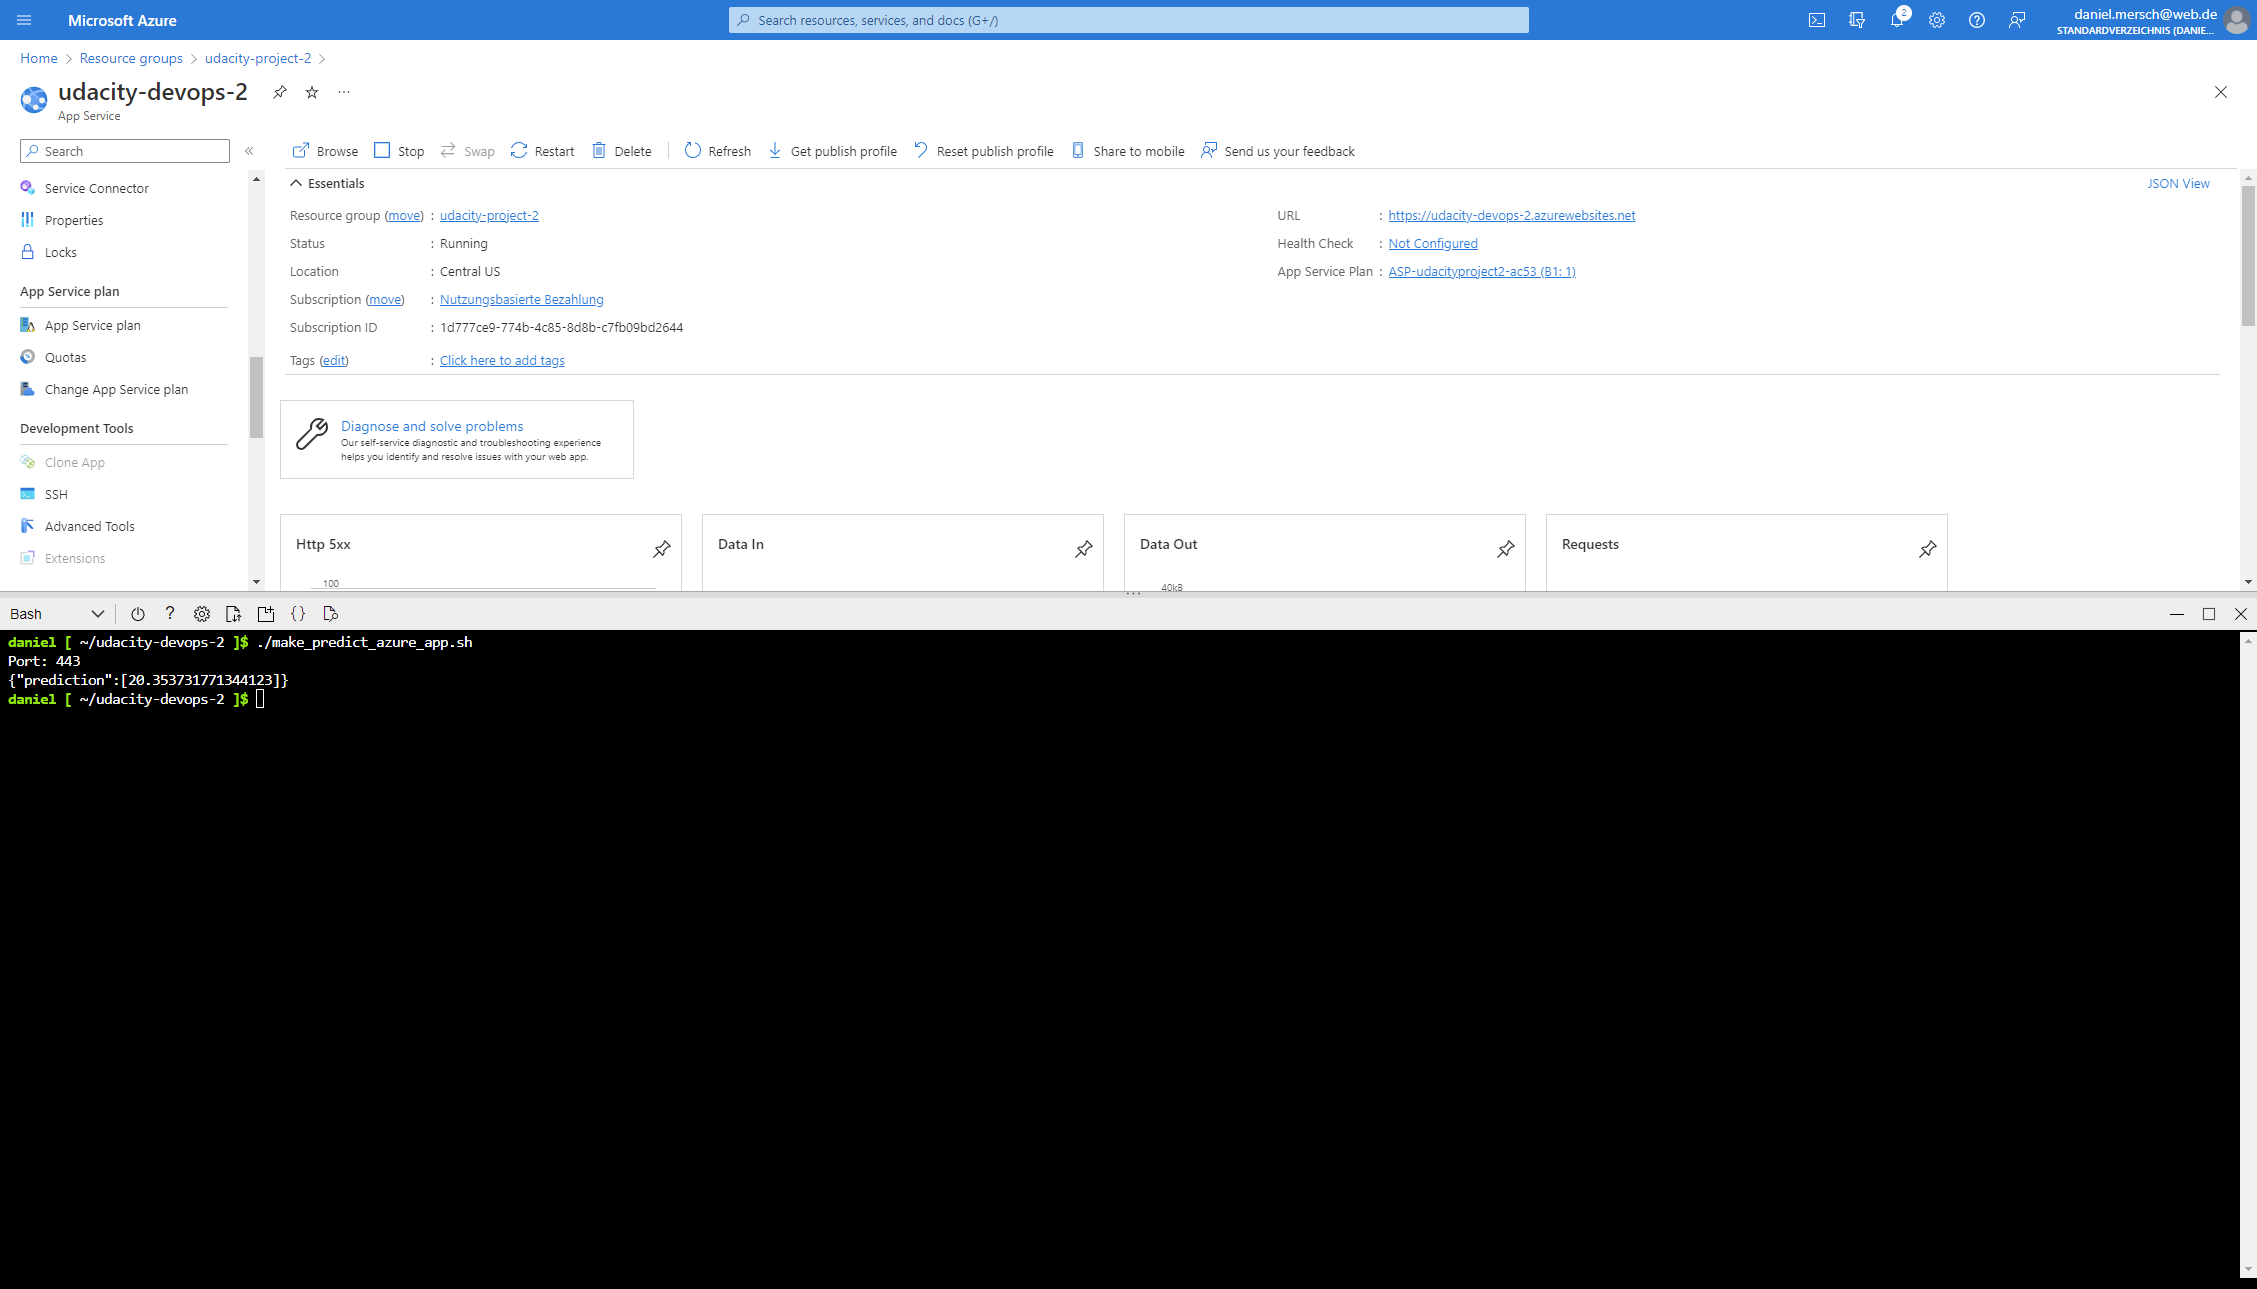 Microsoft Azure
Search resources, services, and docs (G+/)
2
daniel.mersch@web.de
STANDARDVERZEICHNIS (DANIE...
Home > Resource groups > udacity-project-2 >
udacity-devops-2
App Service
Search
Browse Stop Swap Restart Delete Refresh Get publish profile Reset publish profile Share to mobile Send us your feedback
Service Connector
Properties
Locks
App Service plan
App Service plan
Quotas
Change App Service plan
Development Tools
Clone App
SSH
Advanced Tools
Extensions
Essentials
JSON View
Resource group (move) : udacity-project-2
Status : Running
Location : Central US
Subscription (move) : Nutzungsbasierte Bezahlung
Subscription ID : 1d777ce9-774b-4c85-8d8b-c7fb09bd2644
Tags (edit) : Click here to add tags
URL : https://udacity-devops-2.azurewebsites.net
Health Check : Not Configured
App Service Plan : ASP-udacityproject2-ac53 (B1: 1)
Diagnose and solve problems
Our self-service diagnostic and troubleshooting experience
helps you identify and resolve issues with your web app.
Http 5xx
100
Data In
Data Out
40kB
Requests
Bash
daniel [ ~/udacity-devops-2 ]$ ./make_predict_azure_app.sh
Port: 443
{"prediction":[20.353731771344123]}
daniel [ ~/udacity-devops-2 ]$